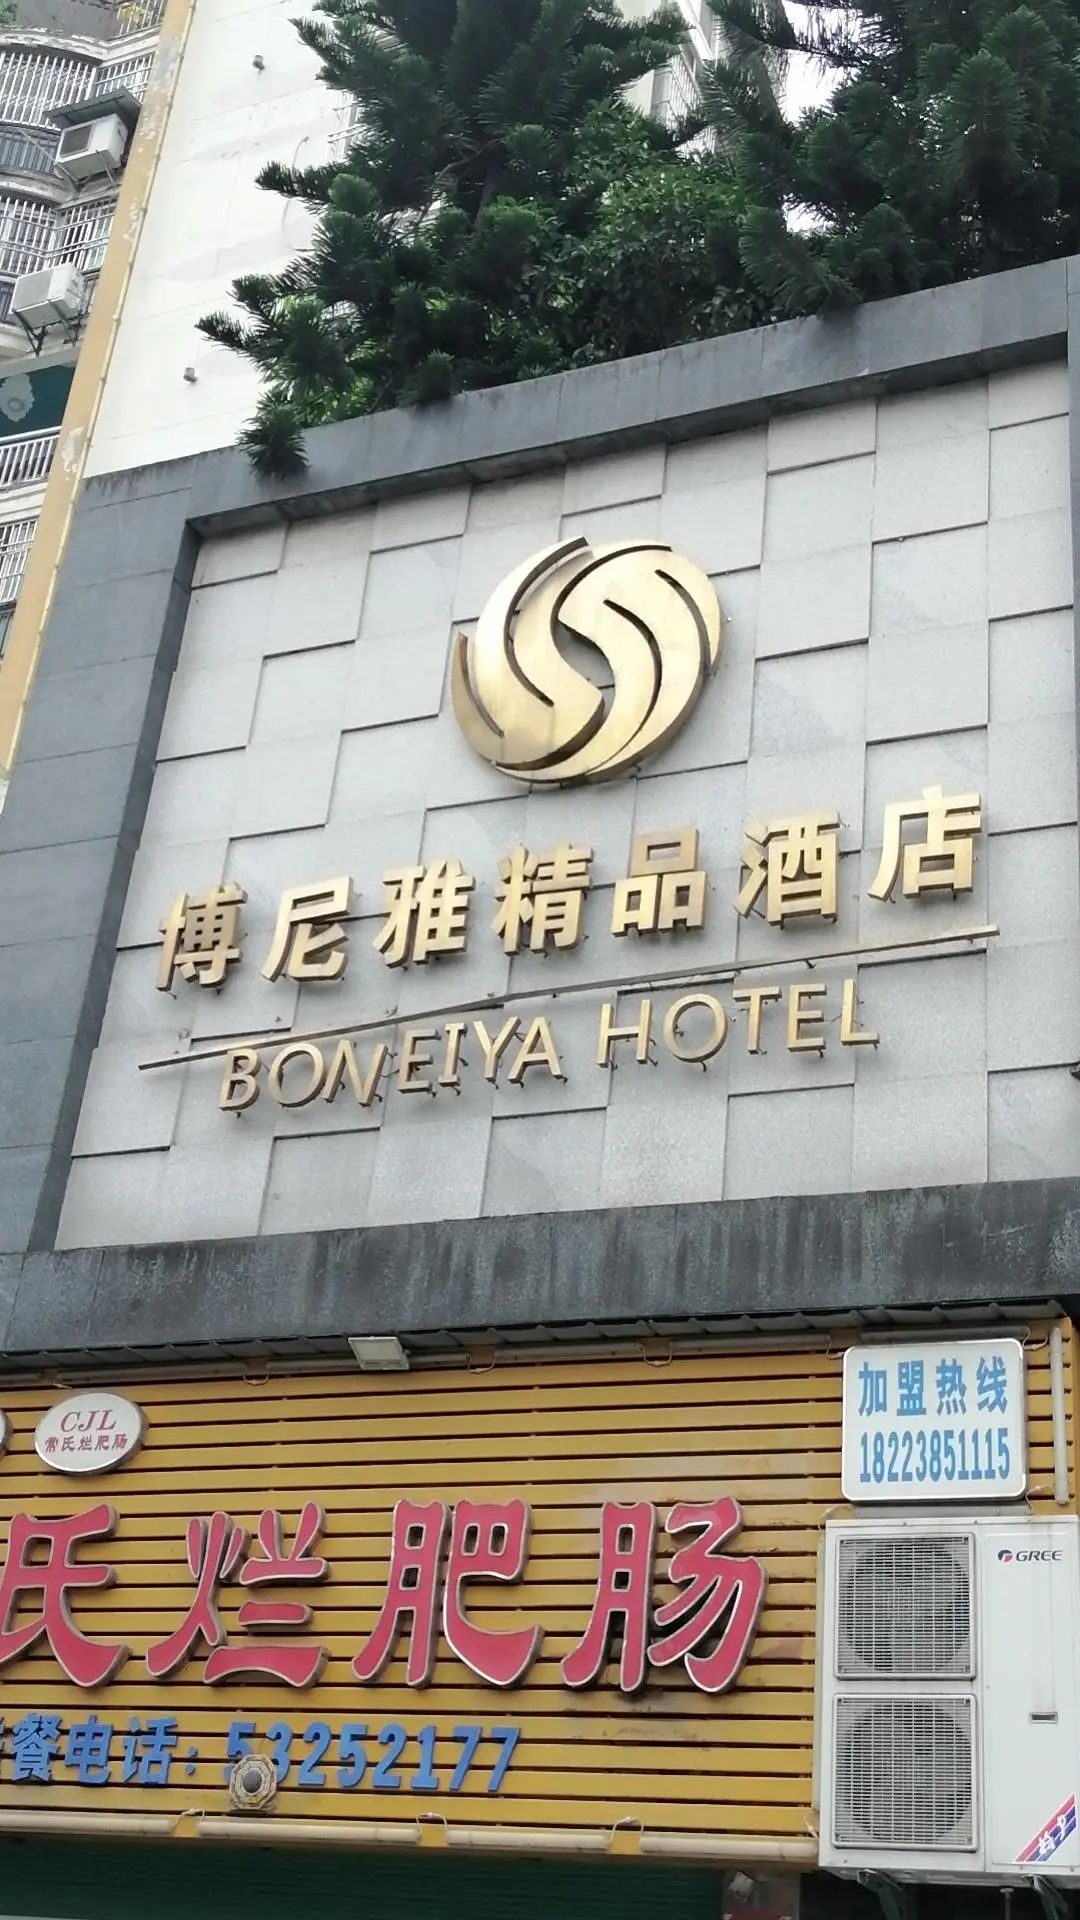 博尼雅精品酒店
BONEIYA HOTEL
加盟热线
18223851115
CJL
常氏烂肥肠
氏烂肥肠
GREE
餐电话：53252177